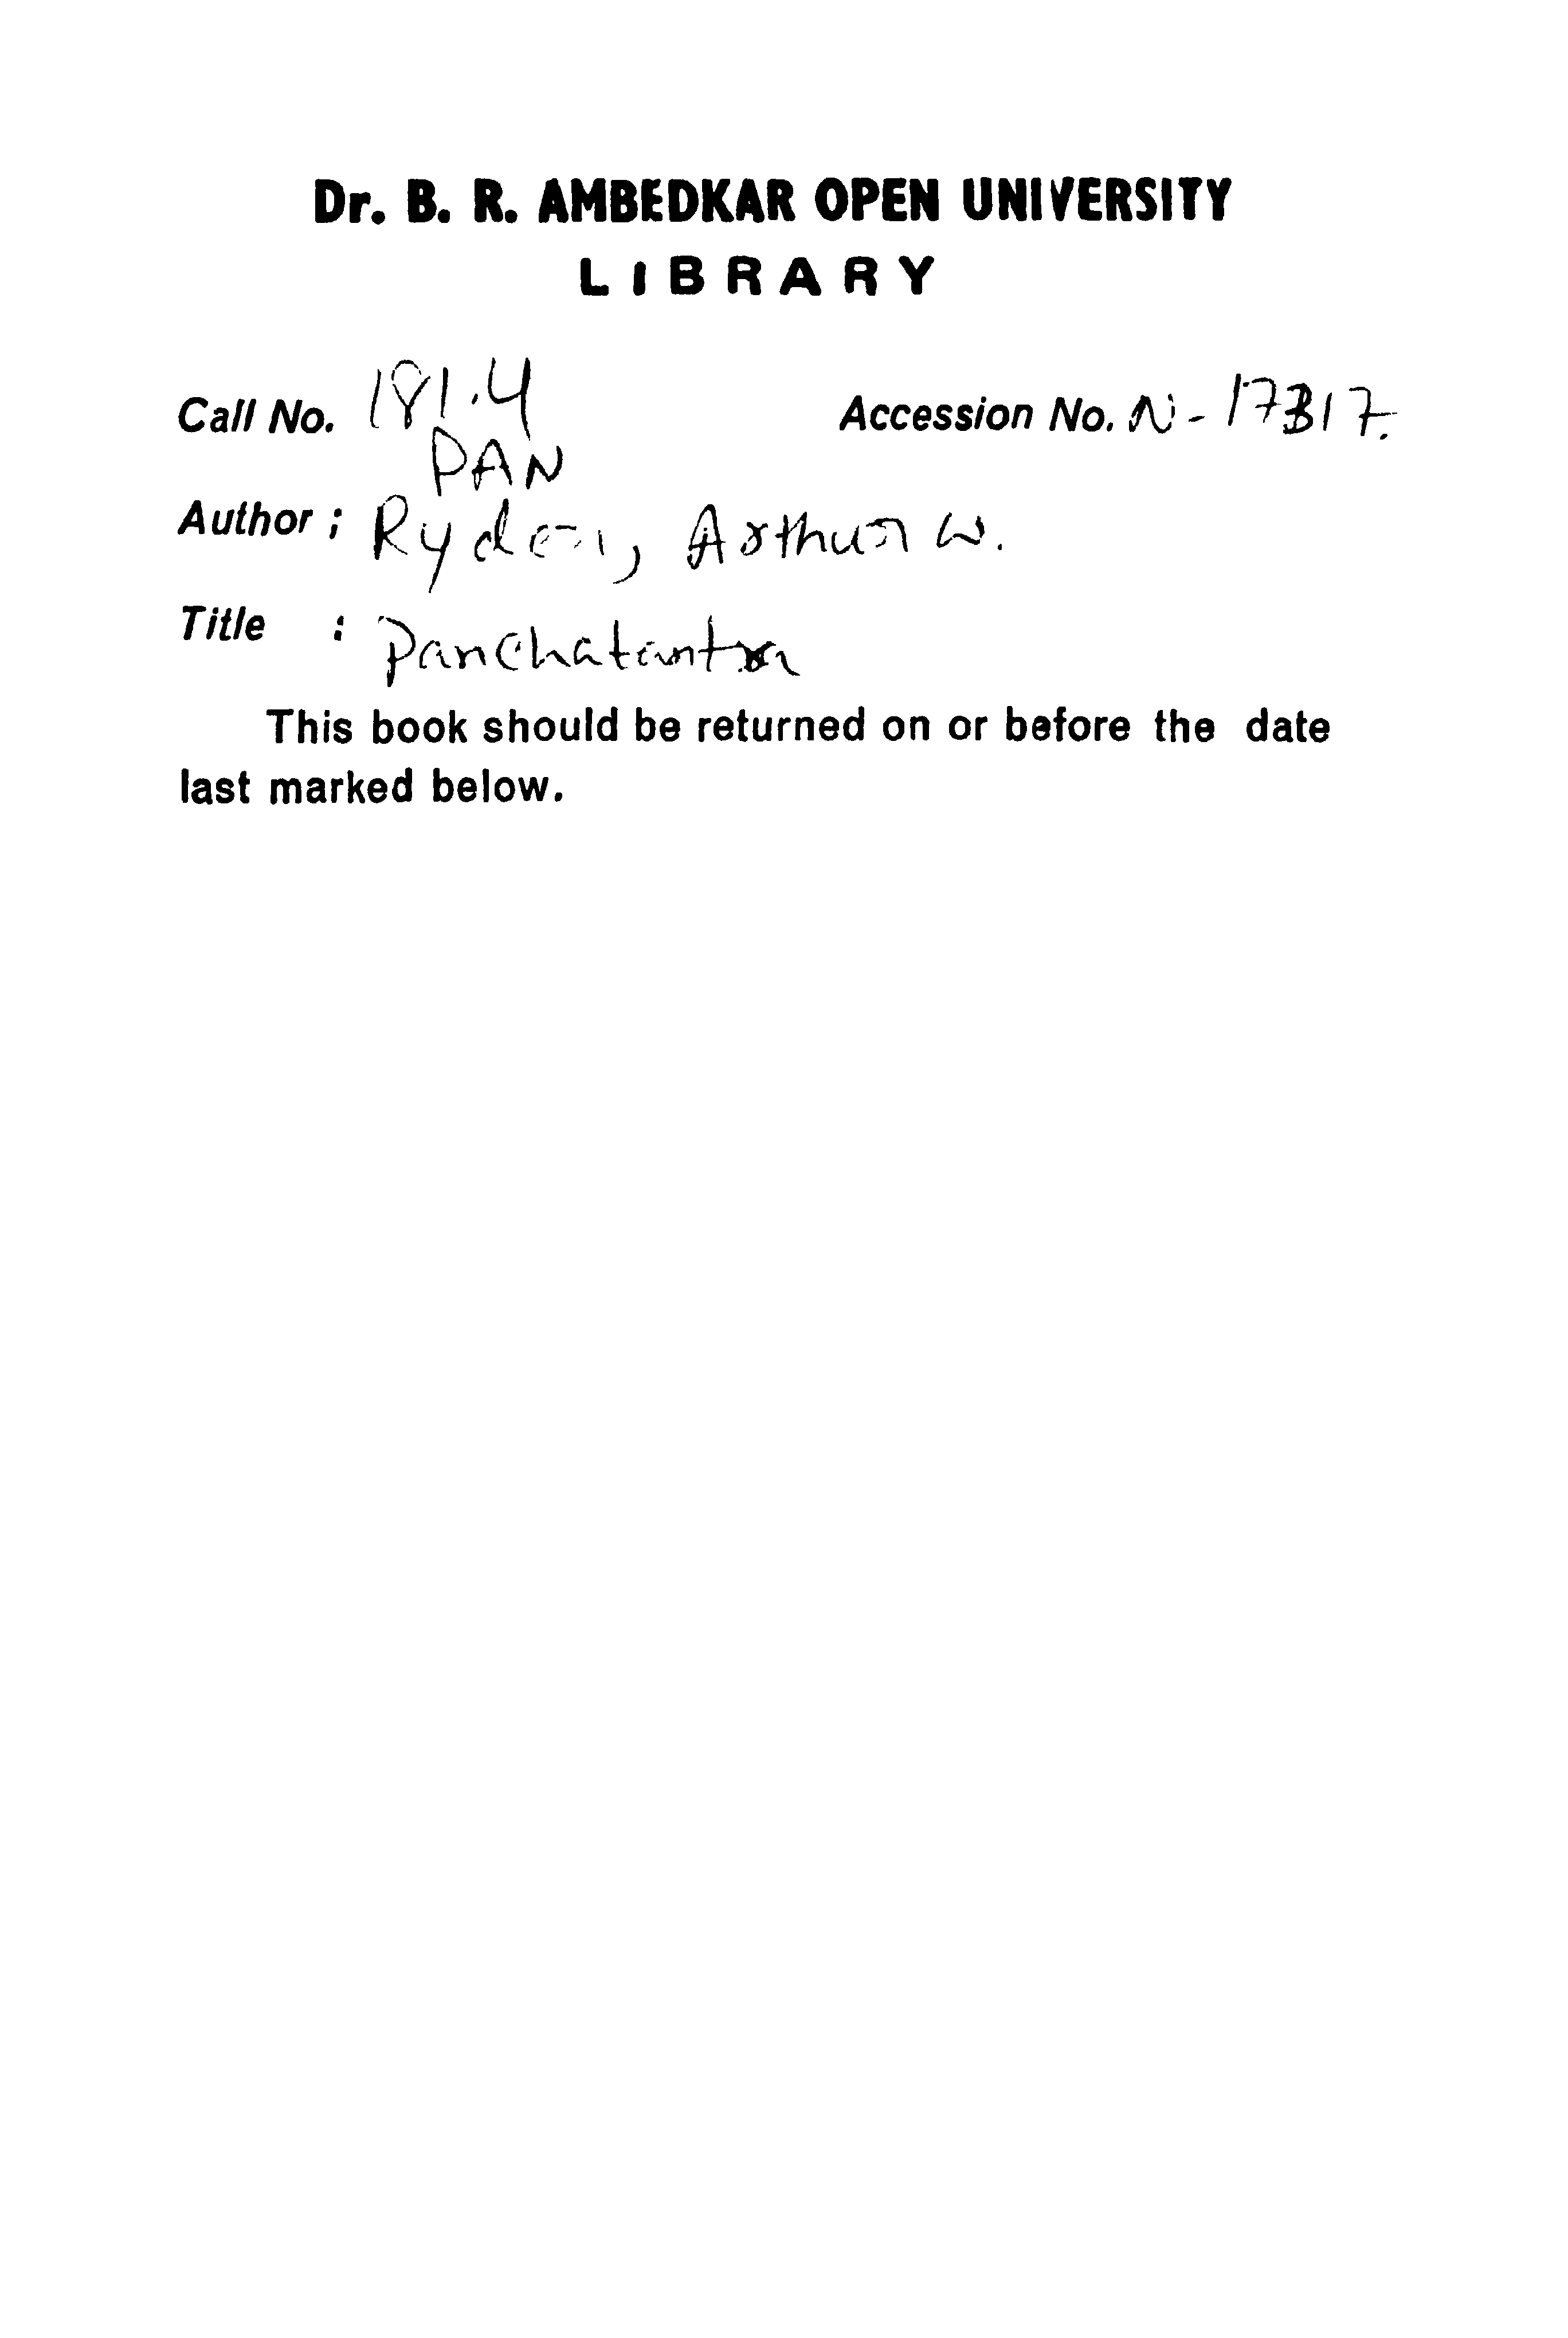 Dr. B. R. AMBEDKAR OPEN UNIVERSITY
LIBRARY
Call No. 181.4 Accession No. N-17317.
PAN
Author ; Ryder, Arthur W.
Title : Panchatantra
This book should be returned on or before the date
last marked below.